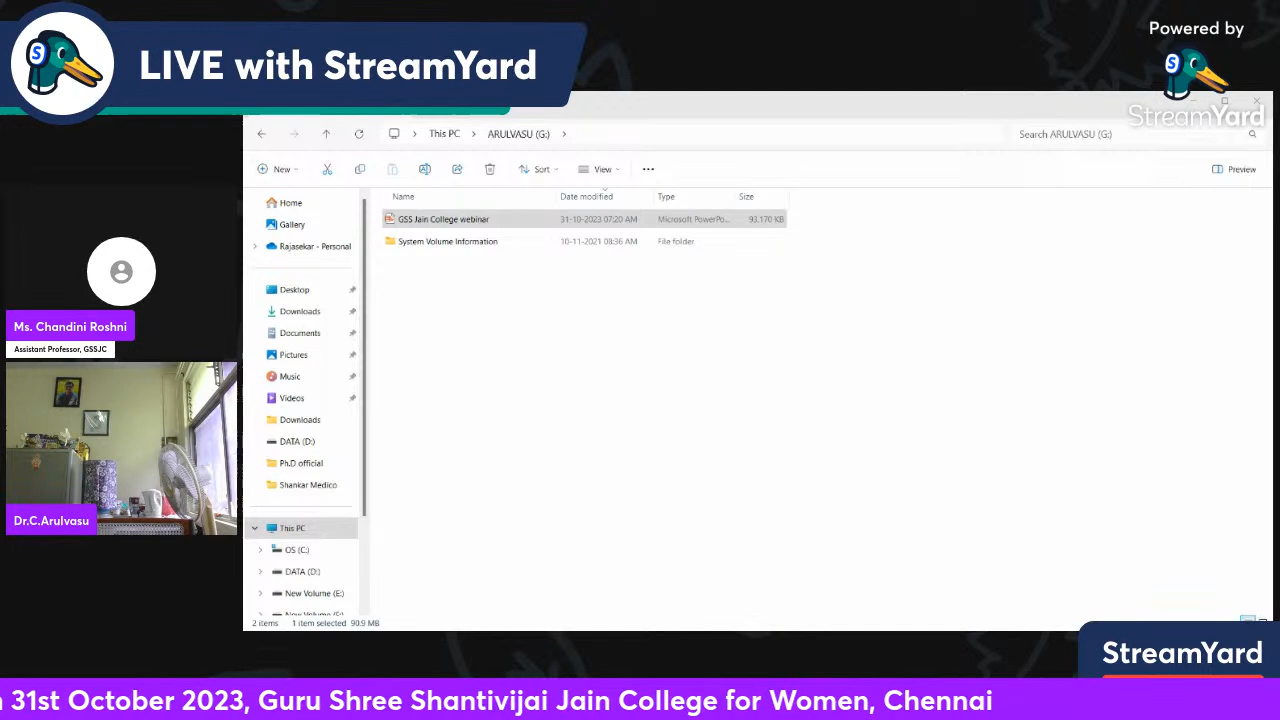 LIVE with StreamYard
Powered by
StreamYard
This PC
ARULVASU (G:)
Search ARULVASU (G:)
New
Sort
View
Preview
Name
Date modified
Type
Size
GSS Jain College webinar
31-10-2023 07:20 AM
Microsoft PowerPo...
93,170 KB
System Volume Information
10-11-2021 08:36 AM
File folder
Home
Gallery
Rajasekar - Personal
Desktop
Downloads
Documents
Pictures
Music
Videos
Downloads
DATA (D:)
Ph.D official
Shankar Medico
This PC
OS (C:)
DATA (D:)
New Volume (E:)
2 items
1 item selected 90.9 MB
Ms. Chandini Roshni
Assistant Professor, GSSJC
Dr.C.Arulvasu
StreamYard
31st October 2023, Guru Shree Shantivijai Jain College for Women, Chennai